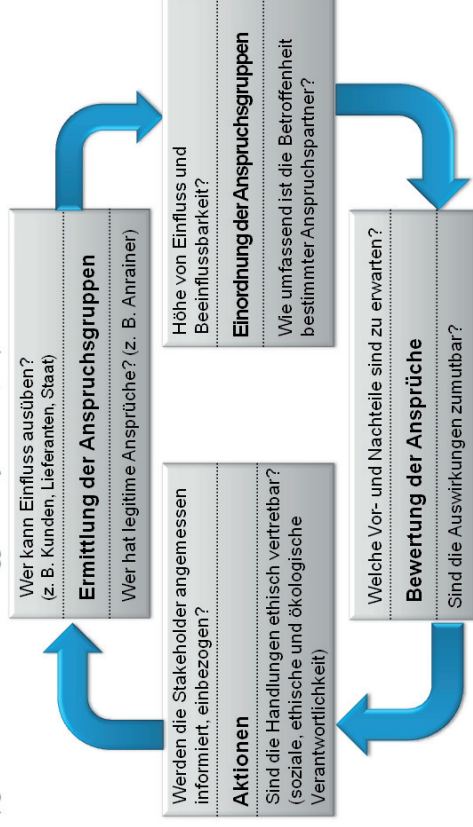 Wer kann Einfluss ausüben?
(z. B. Kunden, Lieferanten, Staat)
Ermittlung der Anspruchsgruppen
Wer hat legitime Ansprüche? (z. B. Anrainer)
Höhe von Einfluss und
Beeinflussbarkeit?
Einordnung der Anspruchsgruppen
Wie umfassend ist die Betroffenheit
bestimmter Anspruchspartner?
Welche Vor- und Nachteile sind zu erwarten?
Bewertung der Ansprüche
Sind die Auswirkungen zumutbar?
Werden die Stakeholder angemessen
informiert, einbezogen?
Aktionen
Sind die Handlungen ethisch vertretbar?
(soziale, ethische und ökologische
Verantwortlichkeit)